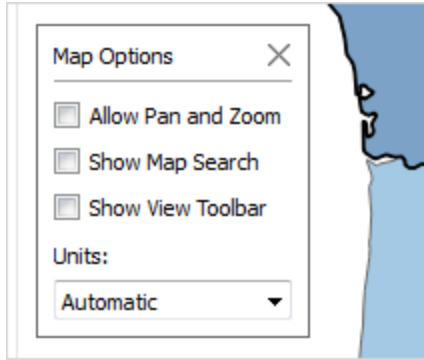 Map Options
Allow Pan and Zoom
Show Map Search
Show View Toolbar
Units:
Automatic